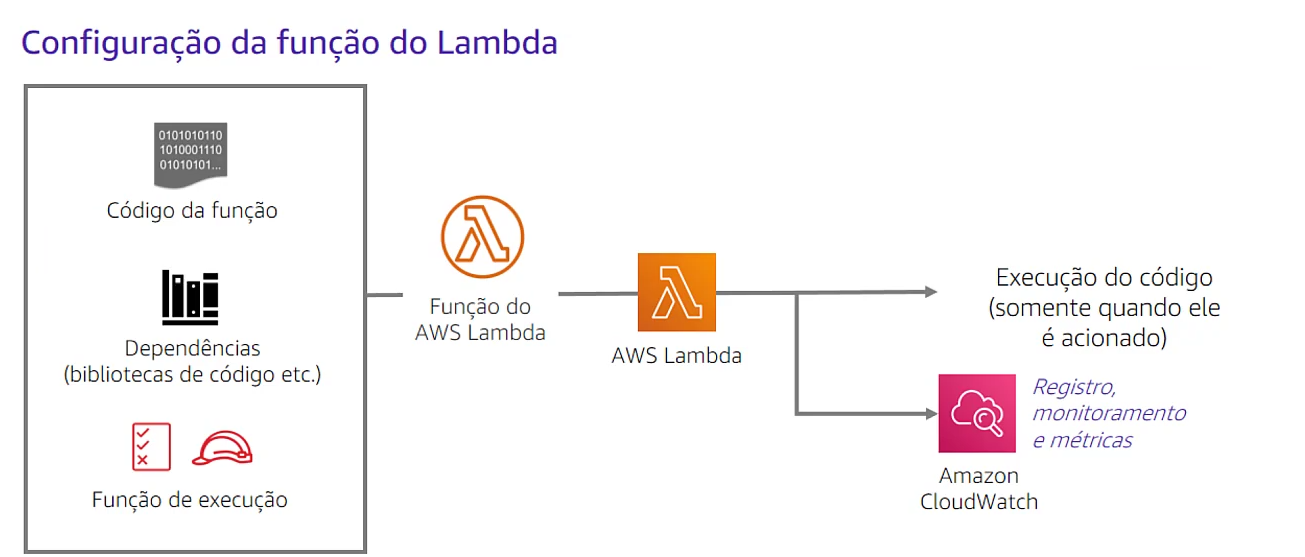 Configuração da função do Lambda
0101010110
1010001110
01010101...
Código da função
Dependências
(bibliotecas de código etc.)
Função de execução
Função do
AWS Lambda
AWS Lambda
Execução do código
(somente quando ele
é acionado)
Registro,
monitoramento
e métricas
Amazon
CloudWatch